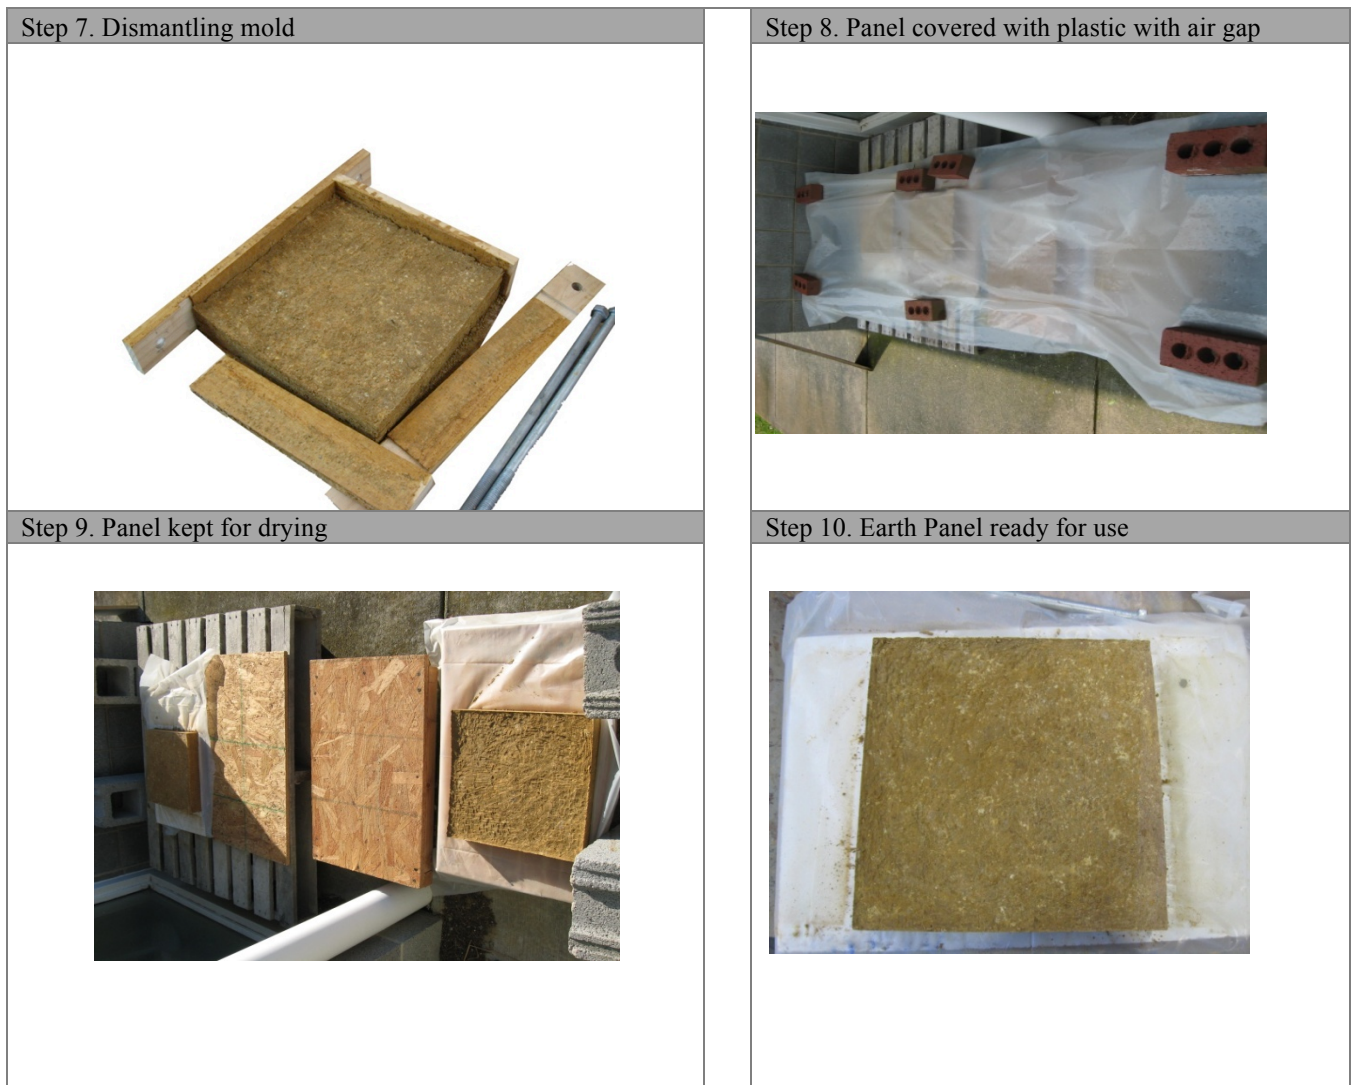 Step 7. Dismantling mold
Step 8. Panel covered with plastic with air gap
Step 9. Panel kept for drying
Step 10. Earth Panel ready for use